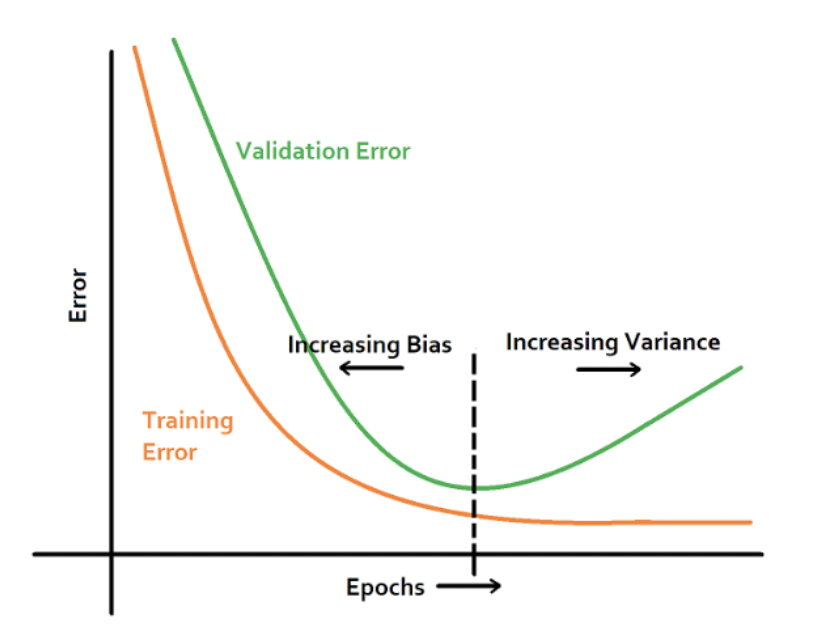 Validation Error
Error
Increasing Bias
Increasing Variance
Training
Error
Epochs